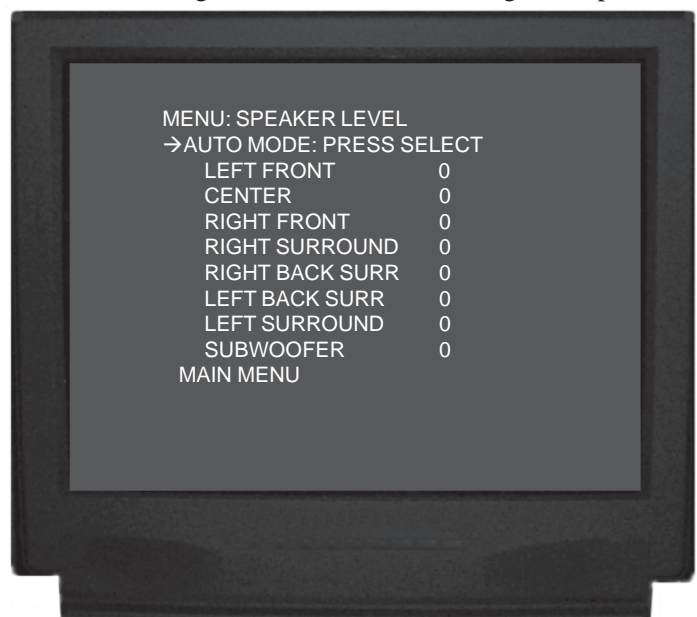 MENU: SPEAKER LEVEL
→AUTO MODE: PRESS SELECT
LEFT FRONT 0
CENTER 0
RIGHT FRONT 0
RIGHT SURROUND 0
RIGHT BACK SURR 0
LEFT BACK SURR 0
LEFT SURROUND 0
SUBWOOFER 0
MAIN MENU